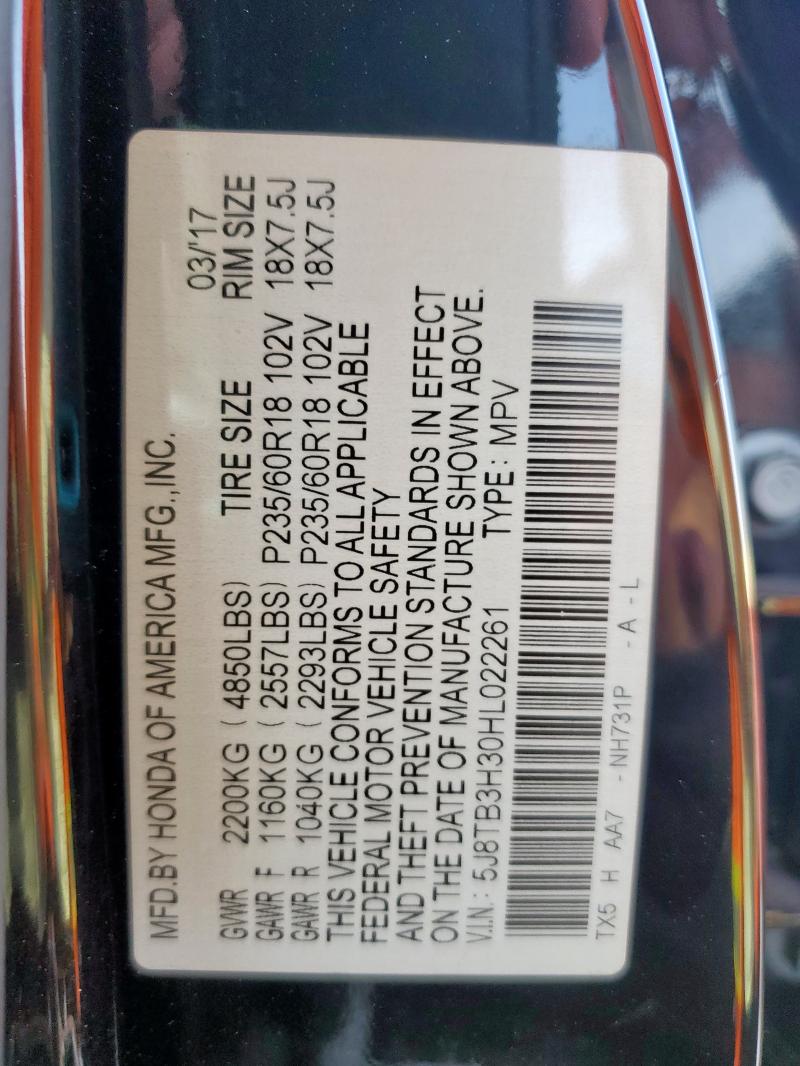 MFD.BY HONDA OF AMERICA MFG.,INC.
03/'17
GVWR 2200KG ( 4850LBS) TIRE SIZE RIM SIZE
GAWR F 1160KG ( 2557LBS) P235/60R18 102V 18X7.5J
GAWR R 1040KG ( 2293LBS) P235/60R18 102V 18X7.5J
THIS VEHICLE CONFORMS TO ALL APPLICABLE
FEDERAL MOTOR VEHICLE SAFETY
AND THEFT PREVENTION STANDARDS IN EFFECT
ON THE DATE OF MANUFACTURE SHOWN ABOVE.
V.I.N.: 5J8TB3H30HL022261 TYPE: MPV
TX5 H AA7 - NH731P - A - L